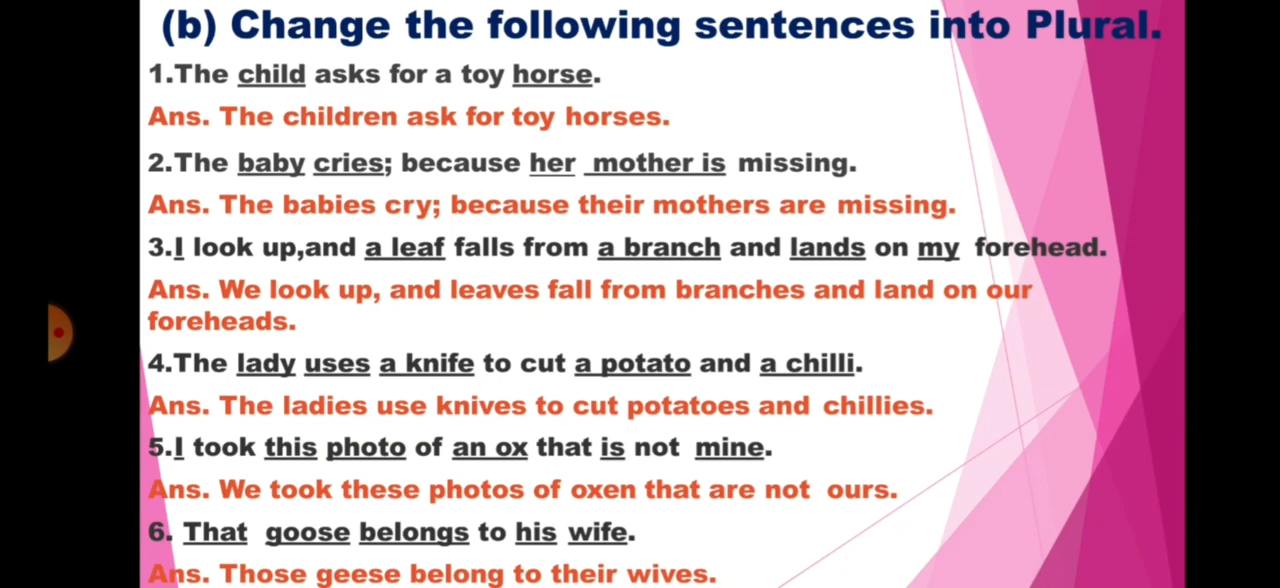 (b) Change the following sentences into Plural.
1.The child asks for a toy horse.
Ans. The children ask for toy horses.
2.The baby cries; because her mother is missing.
Ans. The babies cry; because their mothers are missing.
3.I look up,and a leaf falls from a branch and lands on my forehead.
Ans. We look up, and leaves fall from branches and land on our
foreheads.
4.The lady uses a knife to cut a potato and a chilli.
Ans. The ladies use knives to cut potatoes and chillies.
5.I took this photo of an ox that is not mine.
Ans. We took these photos of oxen that are not ours.
6. That goose belongs to his wife.
Ans. Those geese belong to their wives.